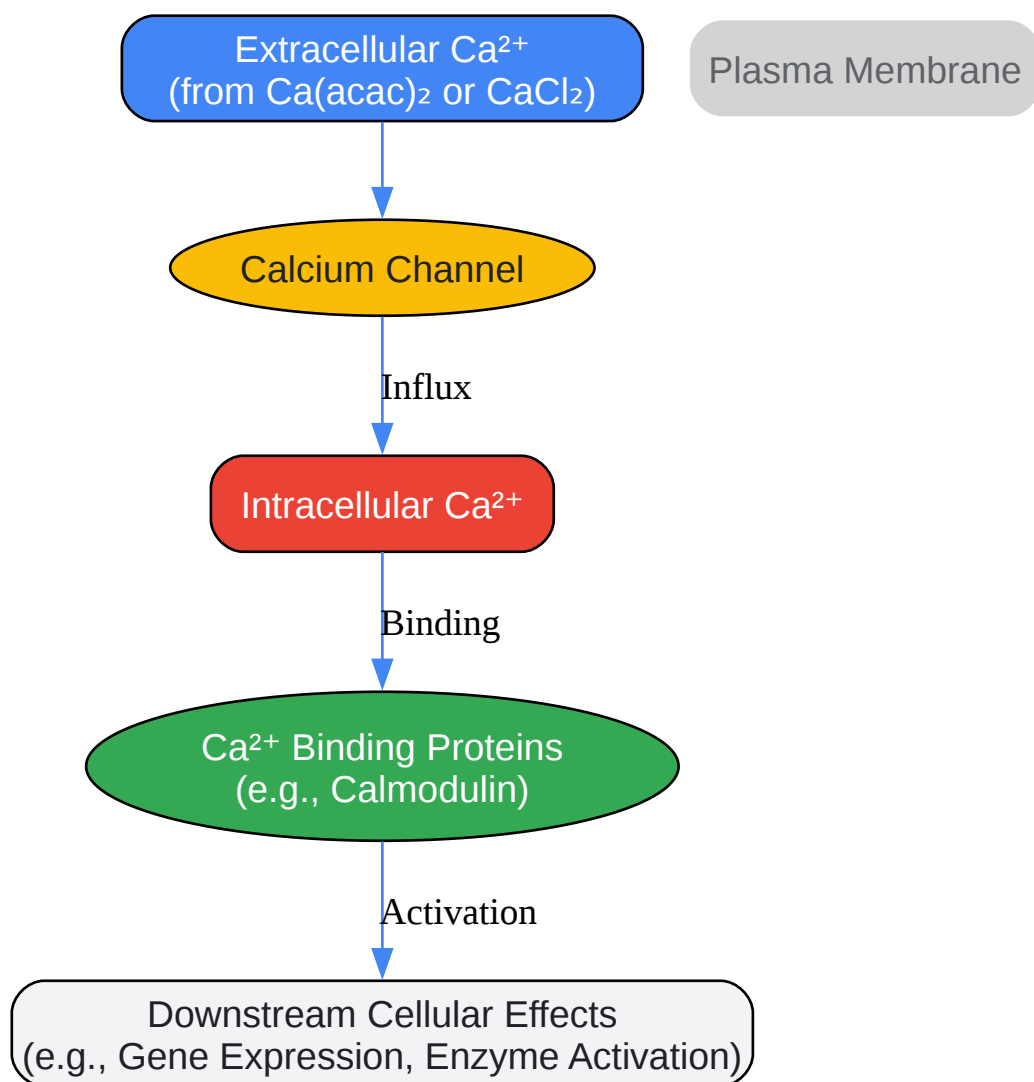 Extracellular Ca²⁺
(from Ca(acac)₂ or CaCl₂)
Plasma Membrane
Calcium Channel
Influx
Intracellular Ca²⁺
Binding
Ca²⁺ Binding Proteins
(e.g., Calmodulin)
Activation
Downstream Cellular Effects
(e.g., Gene Expression, Enzyme Activation)